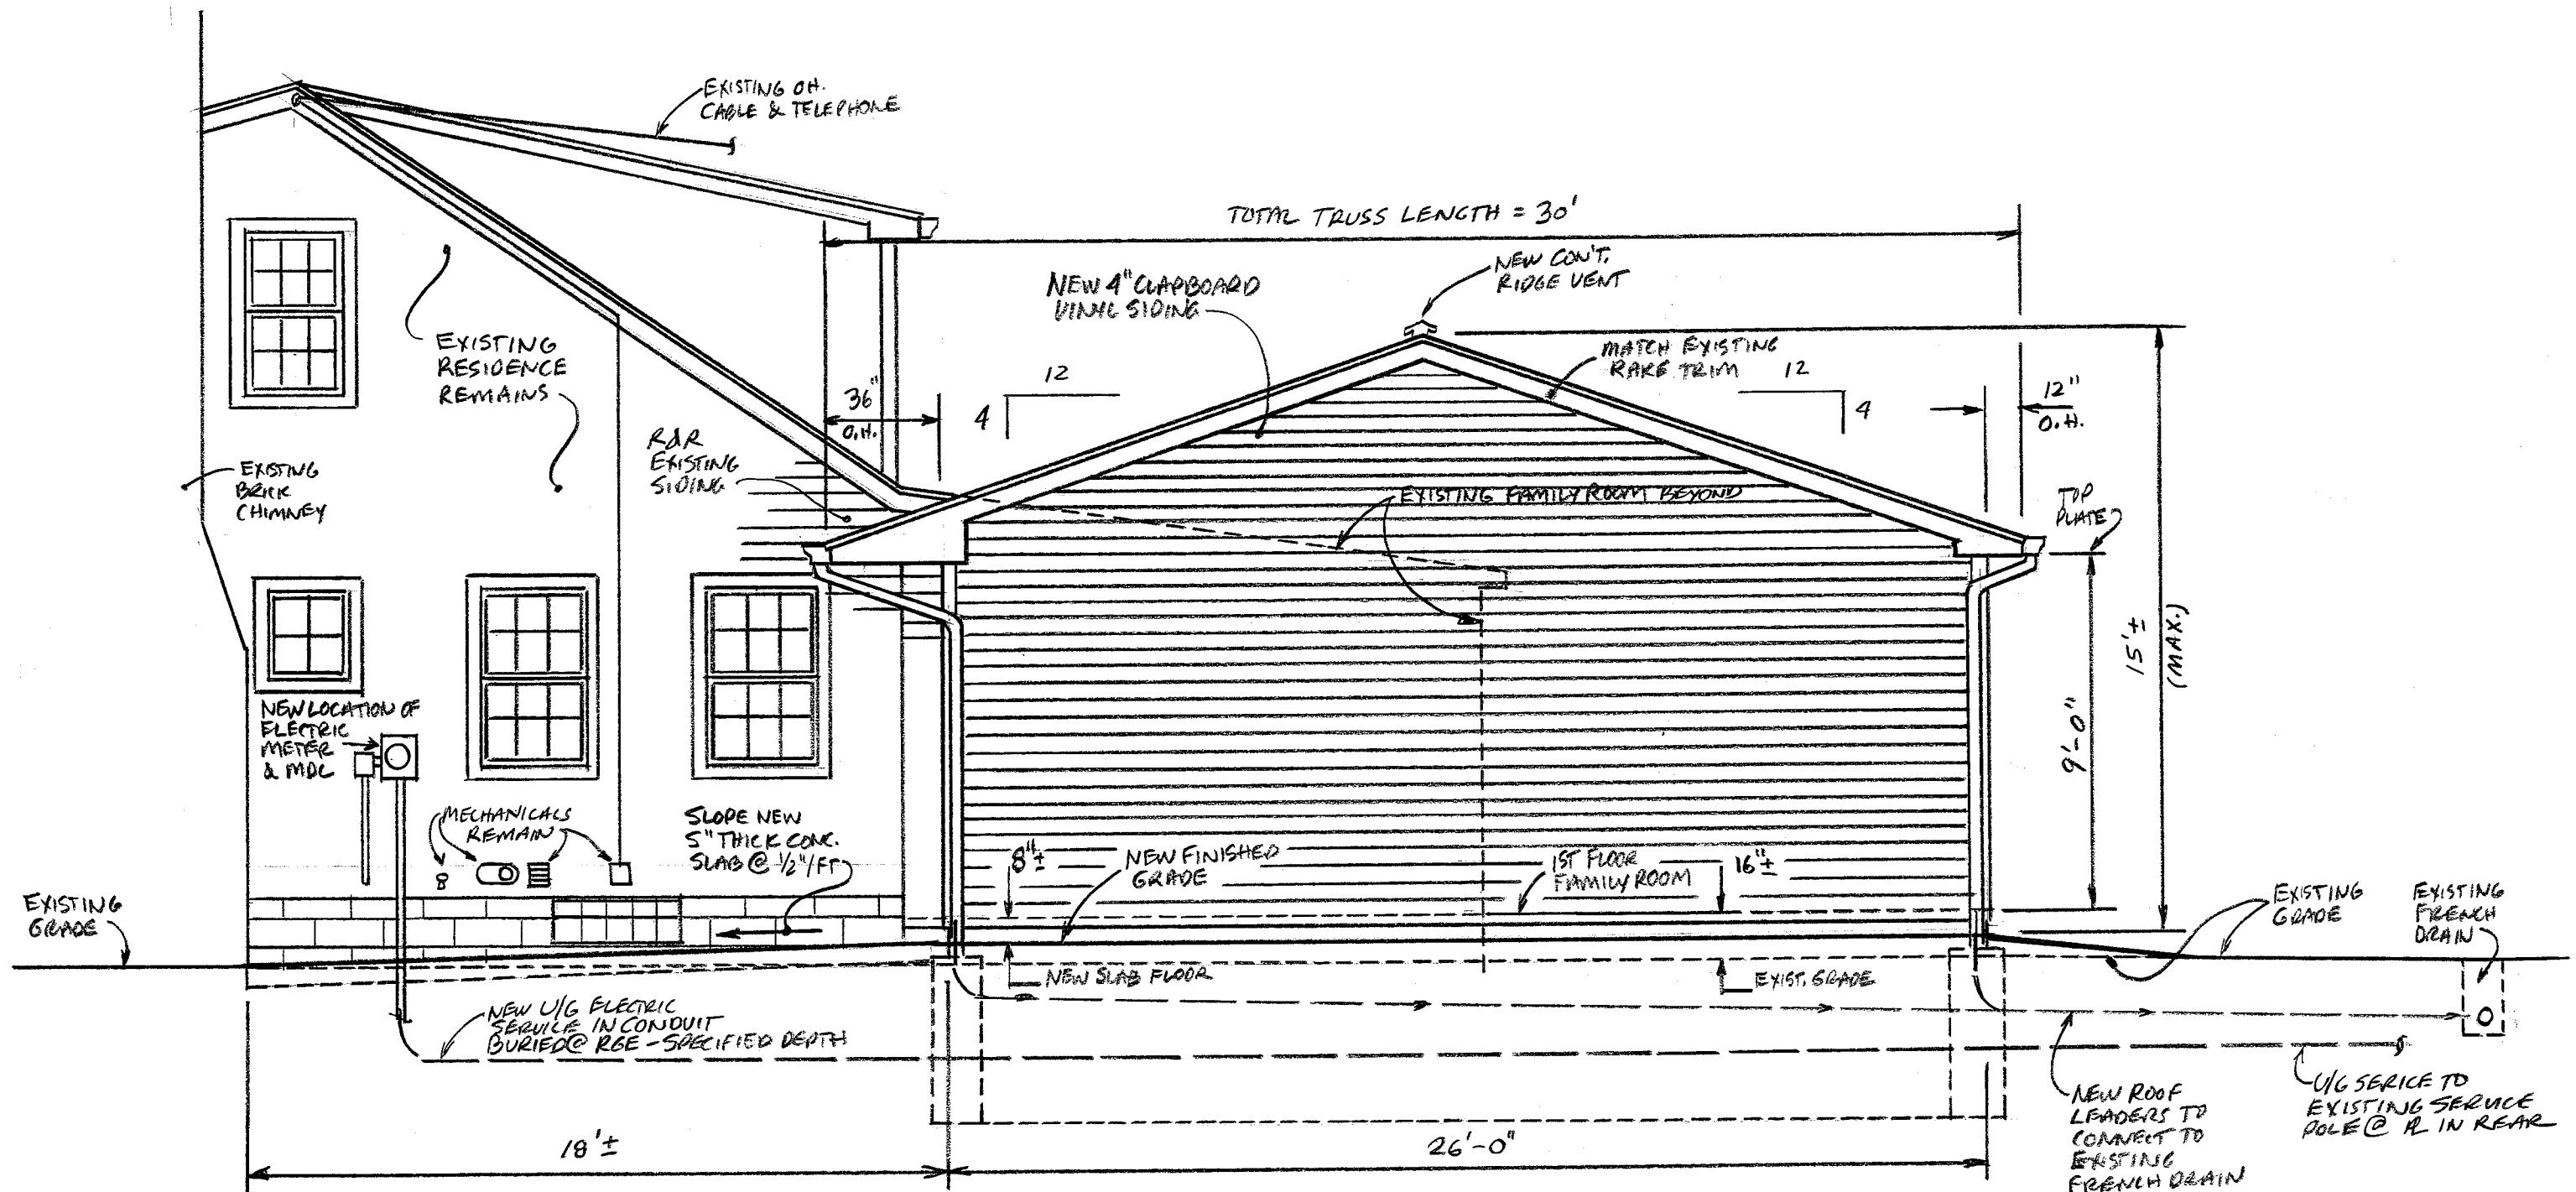 EXISTING OH.
CABLE & TELEPHONE
TOTAL TRUSS LENGTH = 30'
NEW CON'T.
RIDGE VENT
NEW 4" CLAPBOARD
VINYL SIDING
MATCH EXISTING
RAKE TRIM
EXISTING
RESIDENCE
REMAINS
36"
O.H.
12
4
12
4
12"
O.H.
R&R
EXISTING
SIDING
EXISTING
BRICK
CHIMNEY
EXISTING FAMILY ROOM BEYOND
TOP
PLATE
15'±
(MAX.)
9'-0"
NEW LOCATION OF
ELECTRIC
METER
& MDC
MECHANICALS
REMAIN
SLOPE NEW
5" THICK CONC.
SLAB @ 1/2"/FT
8"±
NEW FINISHED
GRADE
1ST FLOOR
FAMILY ROOM
16"±
EXISTING
GRADE
EXISTING
GRADE
EXISTING
FRENCH
DRAIN
NEW SLAB FLOOR
EXIST. GRADE
NEW U/G ELECTRIC
SERVICE IN CONDUIT
BURIED @ RGE-SPECIFIED DEPTH
NEW ROOF
LEADERS TO
CONNECT TO
EXISTING
FRENCH DRAIN
U/G SERICE TO
EXISTING SERVICE
POLE @ PL IN REAR
18'±
26'-0"